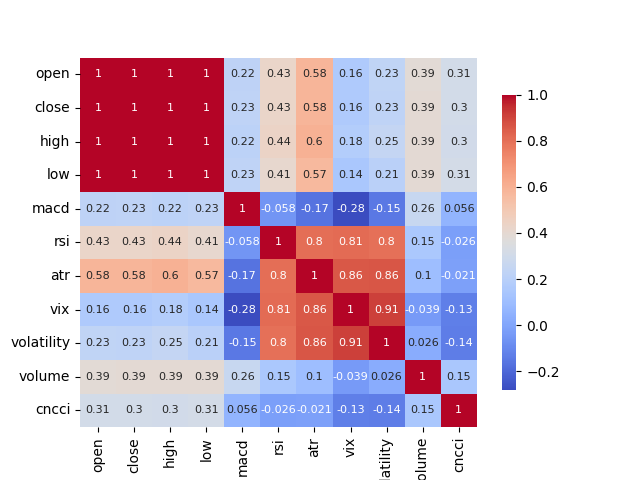 open 1 1 1 1 0.22 0.43 0.58 0.16 0.23 0.39 0.31
close 1 1 1 1 0.23 0.43 0.58 0.16 0.23 0.39 0.3
high 1 1 1 1 0.22 0.44 0.6 0.18 0.25 0.39 0.3
low 1 1 1 1 0.23 0.41 0.57 0.14 0.21 0.39 0.31
macd 0.22 0.23 0.22 0.23 1 -0.058 -0.17 -0.28 -0.15 0.26 0.056
rsi 0.43 0.43 0.44 0.41 -0.058 1 0.8 0.81 0.8 0.15 -0.026
atr 0.58 0.58 0.6 0.57 -0.17 0.8 1 0.86 0.86 0.1 -0.021
vix 0.16 0.16 0.18 0.14 -0.28 0.81 0.86 1 0.91 -0.039 -0.13
volatility 0.23 0.23 0.25 0.21 -0.15 0.8 0.86 0.91 1 0.026 -0.14
volume 0.39 0.39 0.39 0.39 0.26 0.15 0.1 -0.039 0.026 1 0.15
cncci 0.31 0.3 0.3 0.31 0.056 -0.026 -0.021 -0.13 -0.14 0.15 1
open close high low macd rsi atr vix latility olume cncci
1.0
0.8
0.6
0.4
0.2
0.0
−0.2